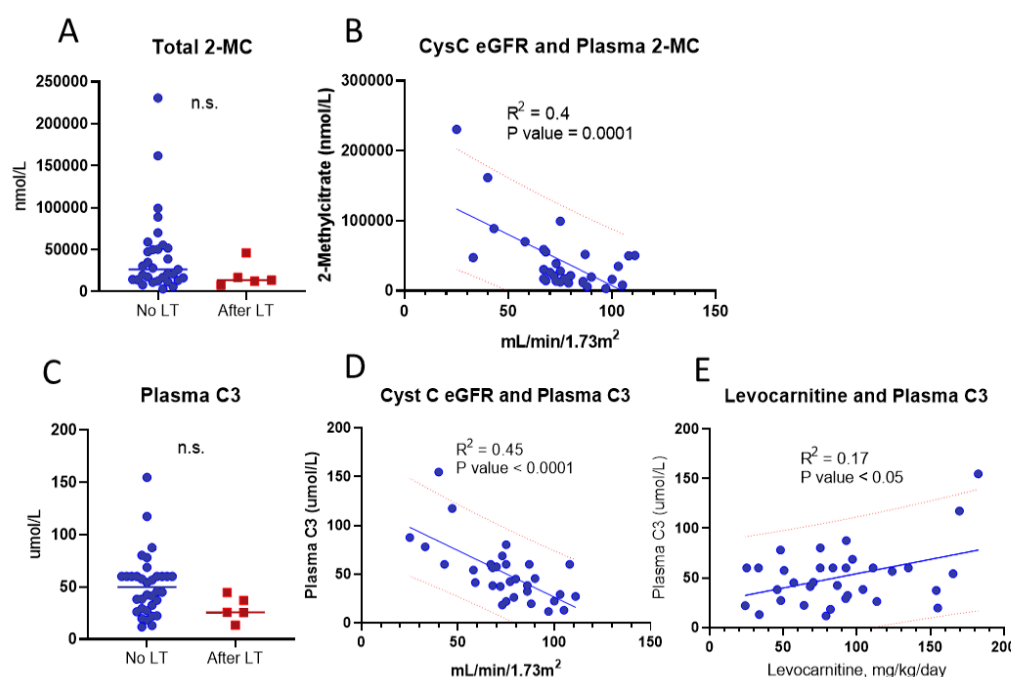 A
Total 2-MC
250000
200000
150000
100000
50000
0
nmol/L
n.s.
No LT
After LT
B
CysC eGFR and Plasma 2-MC
300000
200000
100000
0
2-Methylcitrate (nmol/L)
R² = 0.4
P value = 0.0001
0
50
100
150
mL/min/1.73m²
C
Plasma C3
200
150
100
50
0
umol/L
n.s.
No LT
After LT
D
Cyst C eGFR and Plasma C3
200
150
100
50
0
Plasma C3 (umol/L)
R² = 0.45
P value < 0.0001
0
50
100
150
mL/min/1.73m²
E
Levocarnitine and Plasma C3
200
150
100
50
0
Plasma C3 (umol/L)
R² = 0.17
P value < 0.05
0
50
100
150
200
Levocarnitine, mg/kg/day